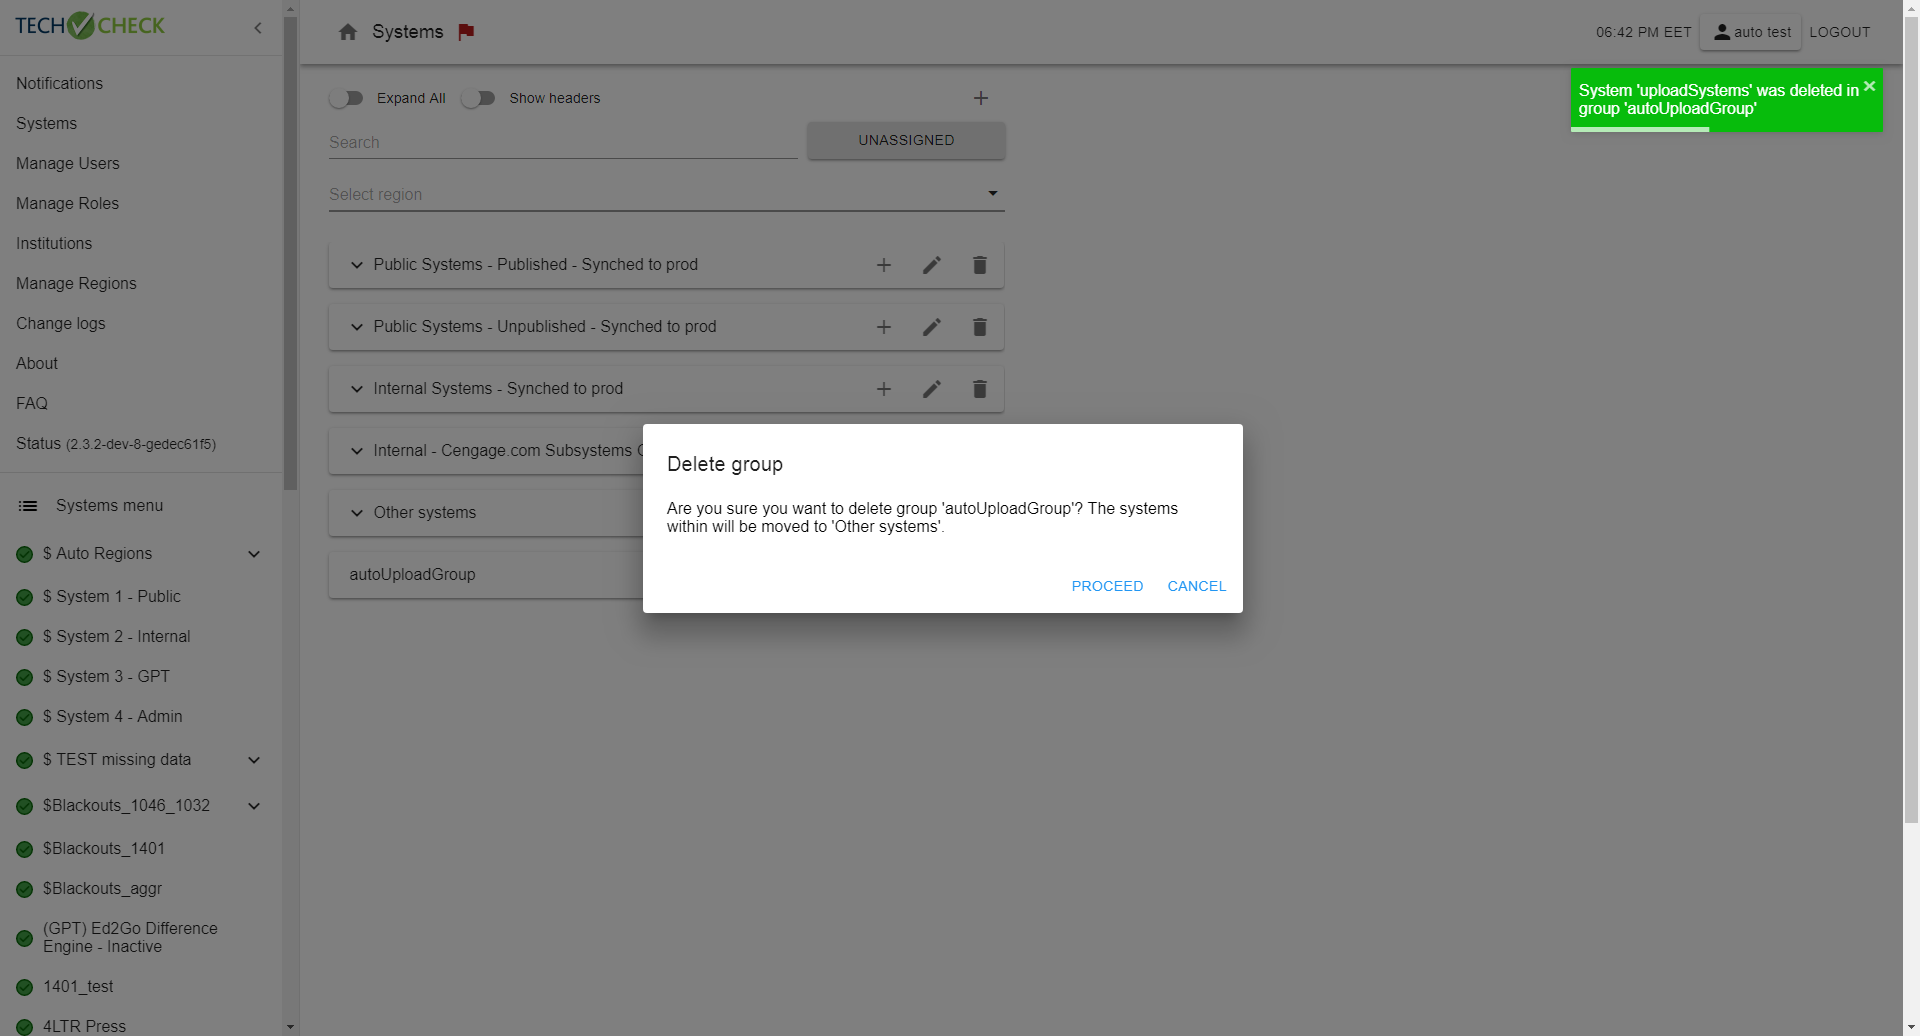 TECH CHECK
Notifications
Systems
Manage Users
Manage Roles
Institutions
Manage Regions
Change logs
About
FAQ
Status (2.3.2-dev-8-gedec61f5)
Systems menu
$ Auto Regions
$ System 1 - Public
$ System 2 - Internal
$ System 3 - GPT
$ System 4 - Admin
$ TEST missing data
$Blackouts_1046_1032
$Blackouts_1401
$Blackouts_aggr
(GPT) Ed2Go Difference
Engine - Inactive
1401_test
4LTR Press
Systems
06:42 PM EET
auto test
LOGOUT
System 'uploadSystems' was deleted in
group 'autoUploadGroup'
Expand All
Show headers
Search
UNASSIGNED
Select region
Public Systems - Published - Synched to prod
Public Systems - Unpublished - Synched to prod
Internal Systems - Synched to prod
Internal - Cengage.com Subsystems
Other systems
autoUploadGroup
Delete group
Are you sure you want to delete group 'autoUploadGroup'? The systems
within will be moved to 'Other systems'.
PROCEED
CANCEL